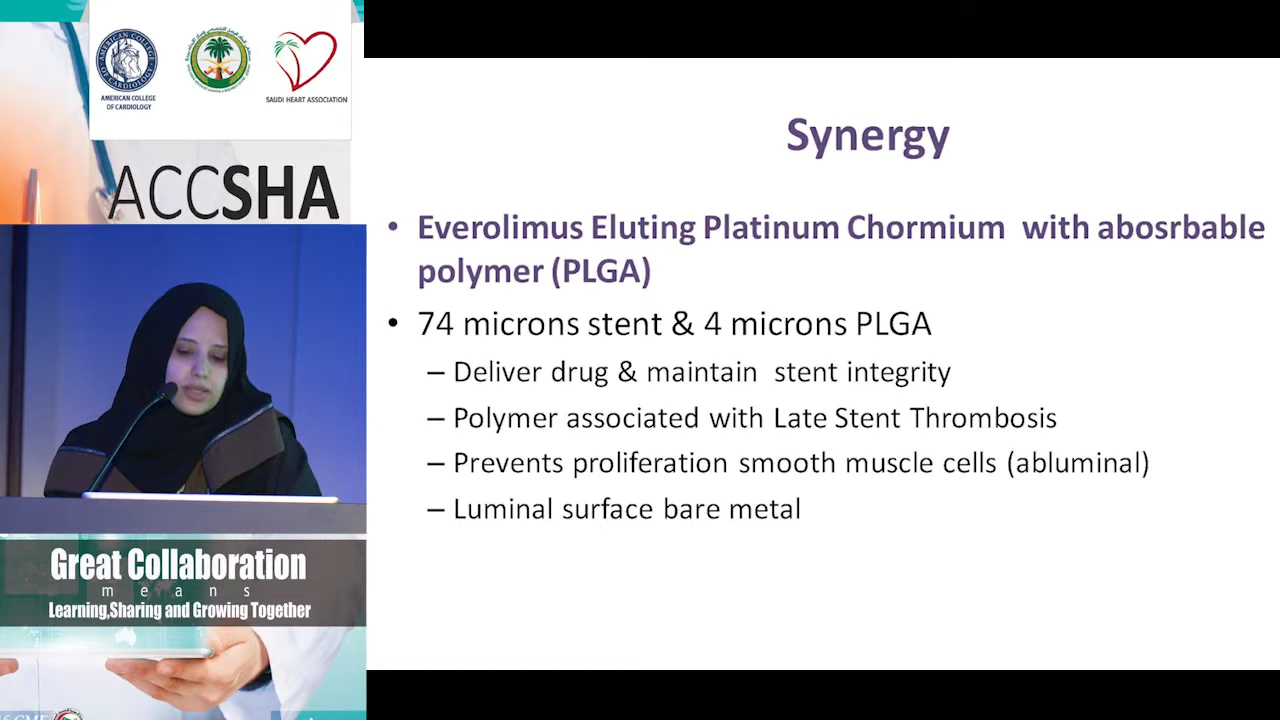 AMERICAN COLLEGE
OF CARDIOLOGY
SAUDI HEART ASSOCIATION
ACCSHA
Great Collaboration
means
Learning,Sharing and Growing Together
Synergy
• Everolimus Eluting Platinum Chormium with abosrbable
polymer (PLGA)
• 74 microns stent & 4 microns PLGA
– Deliver drug & maintain stent integrity
– Polymer associated with Late Stent Thrombosis
– Prevents proliferation smooth muscle cells (abluminal)
– Luminal surface bare metal